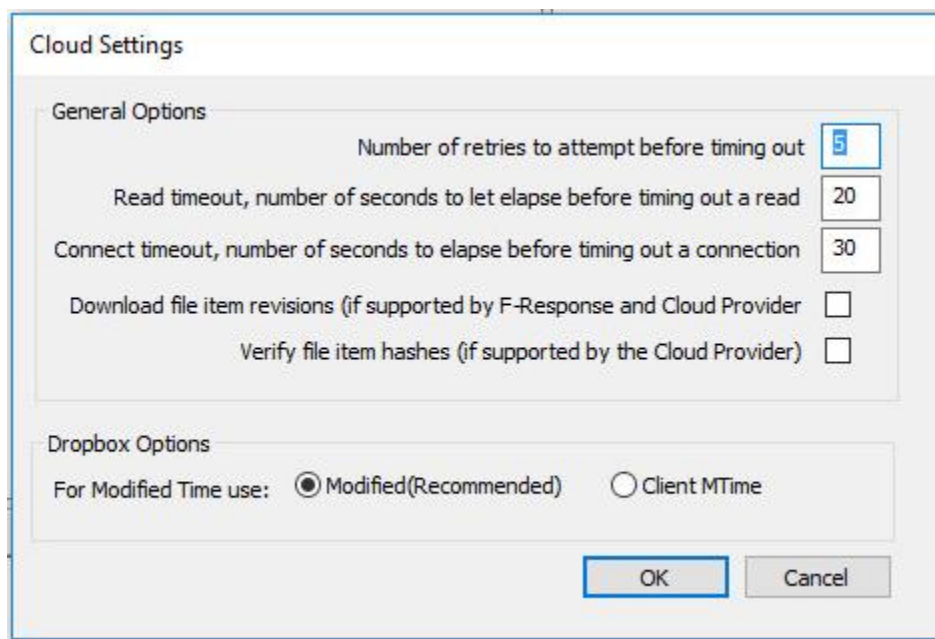 Cloud Settings
General Options
Number of retries to attempt before timing out 5
Read timeout, number of seconds to let elapse before timing out a read 20
Connect timeout, number of seconds to elapse before timing out a connection 30
Download file item revisions (if supported by F-Response and Cloud Provider
Verify file item hashes (if supported by the Cloud Provider)
Dropbox Options
For Modified Time use: Modified(Recommended) Client MTime
OK Cancel